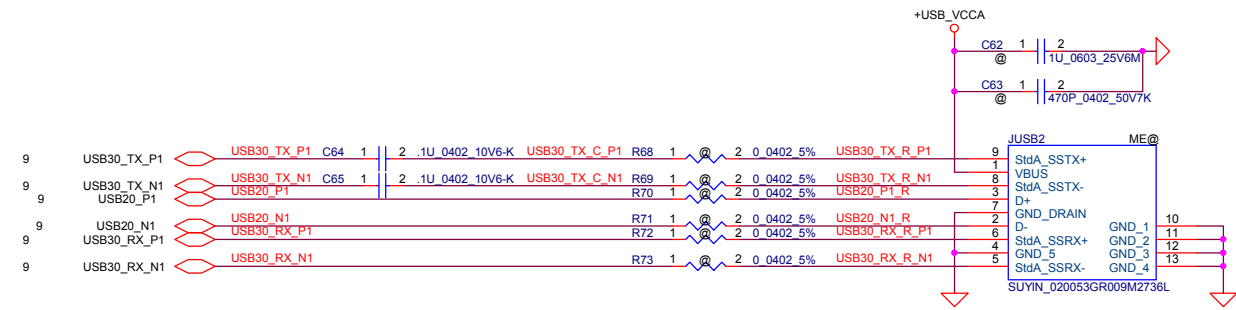 +USB_VCCA
C62 1 2
@ 1U_0603_25V6M
C63 1 2
@ 470P_0402_50V7K
JUSB2 ME@
9 USB30_TX_P1 USB30_TX_P1 C64 1 2 .1U_0402_10V6-K USB30_TX_C_P1 R68 1 @ 2 0_0402_5% USB30_TX_R_P1 9 StdA_SSTX+
1 VBUS
9 USB30_TX_N1 USB30_TX_N1 C65 1 2 .1U_0402_10V6-K USB30_TX_C_N1 R69 1 @ 2 0_0402_5% USB30_TX_R_N1 8 StdA_SSTX-
9 USB20_P1 USB20_P1 R70 1 @ 2 0_0402_5% USB20_P1_R 3 D+
7 GND_DRAIN
9 USB20_N1 USB20_N1 R71 1 @ 2 0_0402_5% USB20_N1_R 2 D- GND_1 10
9 USB30_RX_P1 USB30_RX_P1 R72 1 @ 2 0_0402_5% USB30_RX_R_P1 6 StdA_SSRX+ GND_2 11
4 GND_5 GND_3 12
9 USB30_RX_N1 USB30_RX_N1 R73 1 @ 2 0_0402_5% USB30_RX_R_N1 5 StdA_SSRX- GND_4 13
SUYIN_020053GR009M2736L